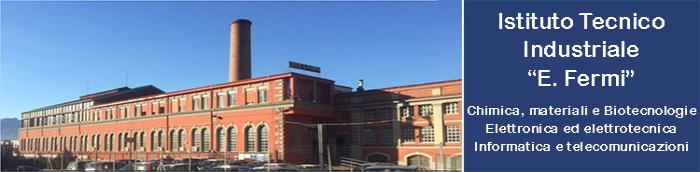 Istituto Tecnico
Industriale
“E. Fermi”
Chimica, materiali e Biotecnologie
Elettronica ed elettrotecnica
Informatica e telecomunicazioni